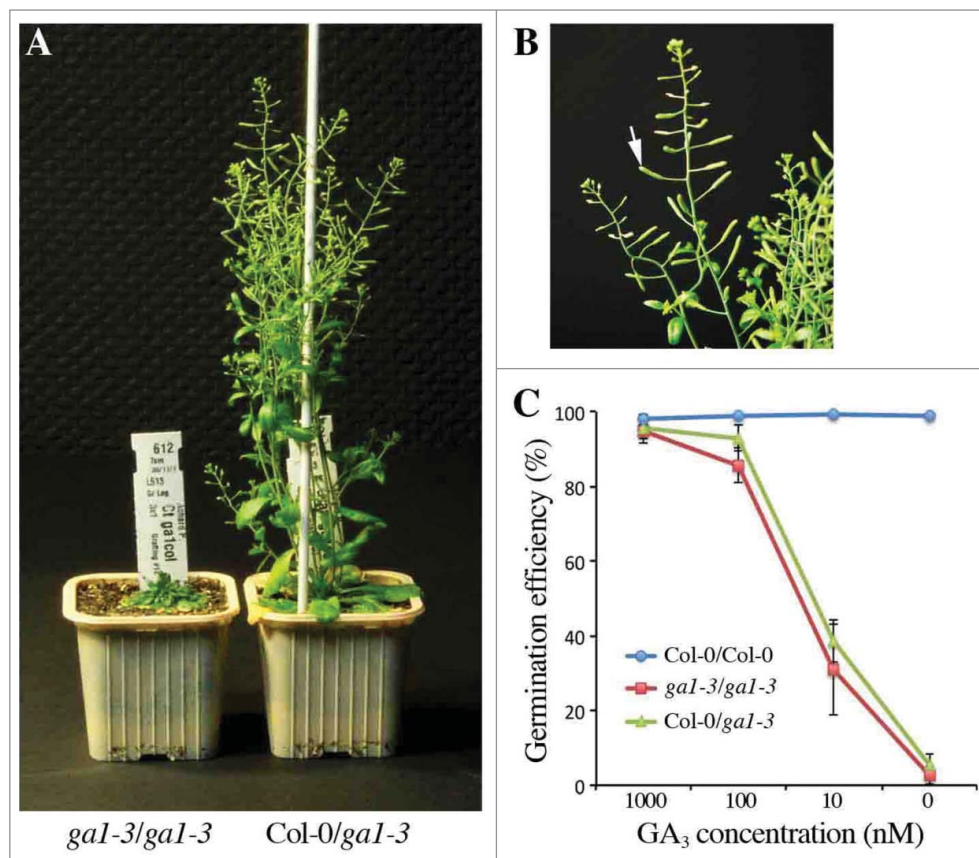 A
612
Ct ga1col
ga1-3/ga1-3 Col-0/ga1-3
B
C
Germination efficiency (%)
100
80
60
40
20
0
Col-0/Col-0
ga1-3/ga1-3
Col-0/ga1-3
1000 100 10 0
GA₃ concentration (nM)